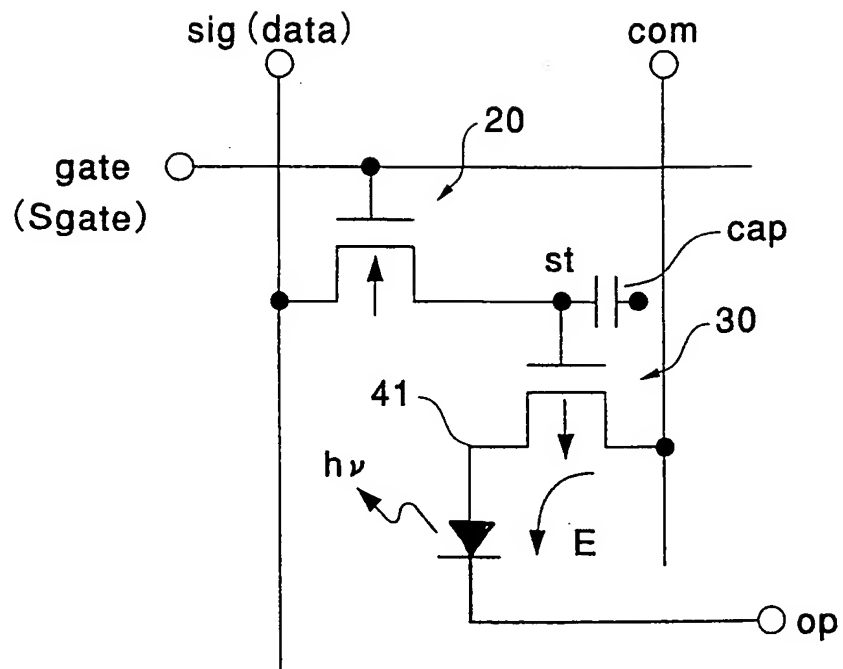 sig (data)
com
20
gate
(Sgate)
cap
st
30
41
hν
E
op